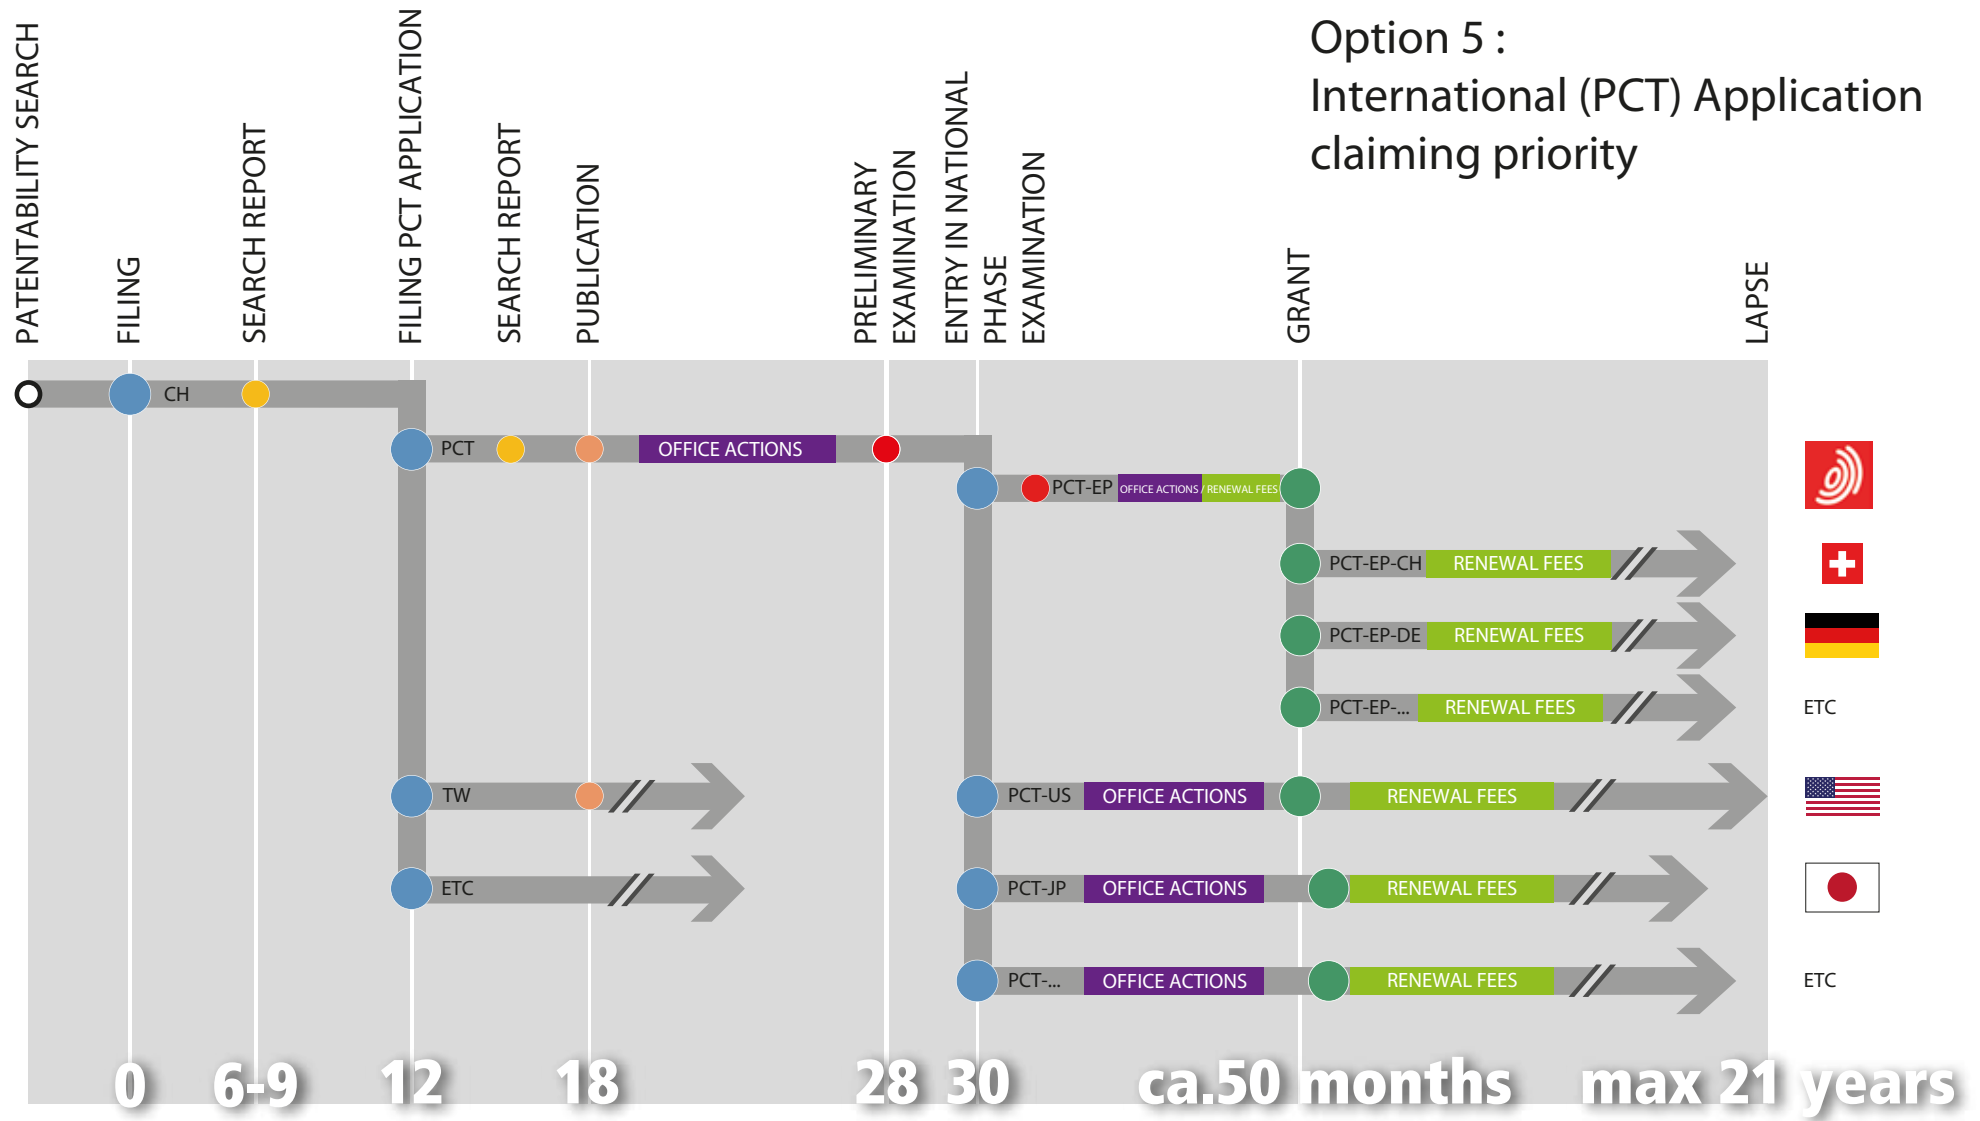 Option 5 :
International (PCT) Application
claiming priority
PATENTABILITY SEARCH
FILING
SEARCH REPORT
FILING PCT APPLICATION
SEARCH REPORT
PUBLICATION
PRELIMINARY
EXAMINATION
ENTRY IN NATIONAL
PHASE
EXAMINATION
GRANT
LAPSE
CH
PCT
OFFICE ACTIONS
PCT-EP
OFFICE ACTIONS / RENEWAL FEES
PCT-EP-CH
RENEWAL FEES
PCT-EP-DE
RENEWAL FEES
PCT-EP-...
RENEWAL FEES
ETC
TW
PCT-US
OFFICE ACTIONS
RENEWAL FEES
ETC
PCT-JP
OFFICE ACTIONS
RENEWAL FEES
PCT-...
OFFICE ACTIONS
RENEWAL FEES
ETC
0
6-9
12
18
28
30
ca.50 months
max 21 years